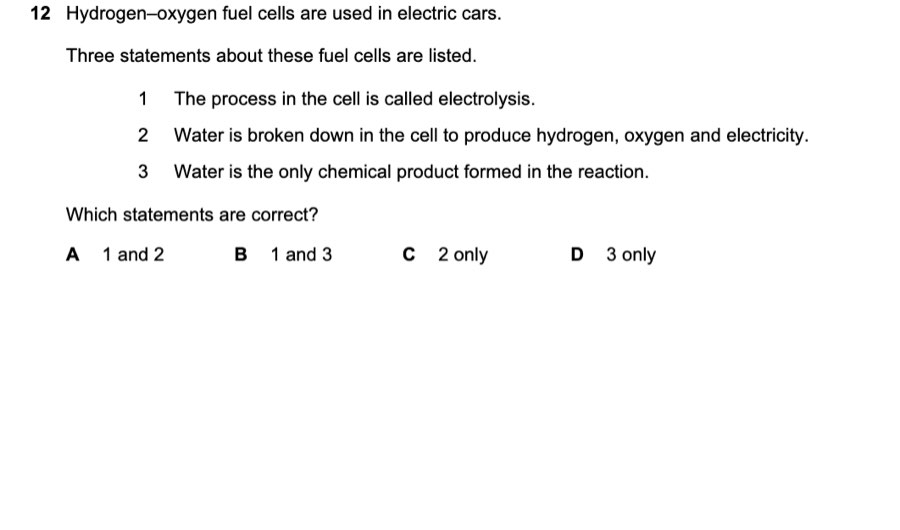 12 Hydrogen–oxygen fuel cells are used in electric cars.
Three statements about these fuel cells are listed.
1 The process in the cell is called electrolysis.
2 Water is broken down in the cell to produce hydrogen, oxygen and electricity.
3 Water is the only chemical product formed in the reaction.
Which statements are correct?
A 1 and 2 B 1 and 3 C 2 only D 3 only